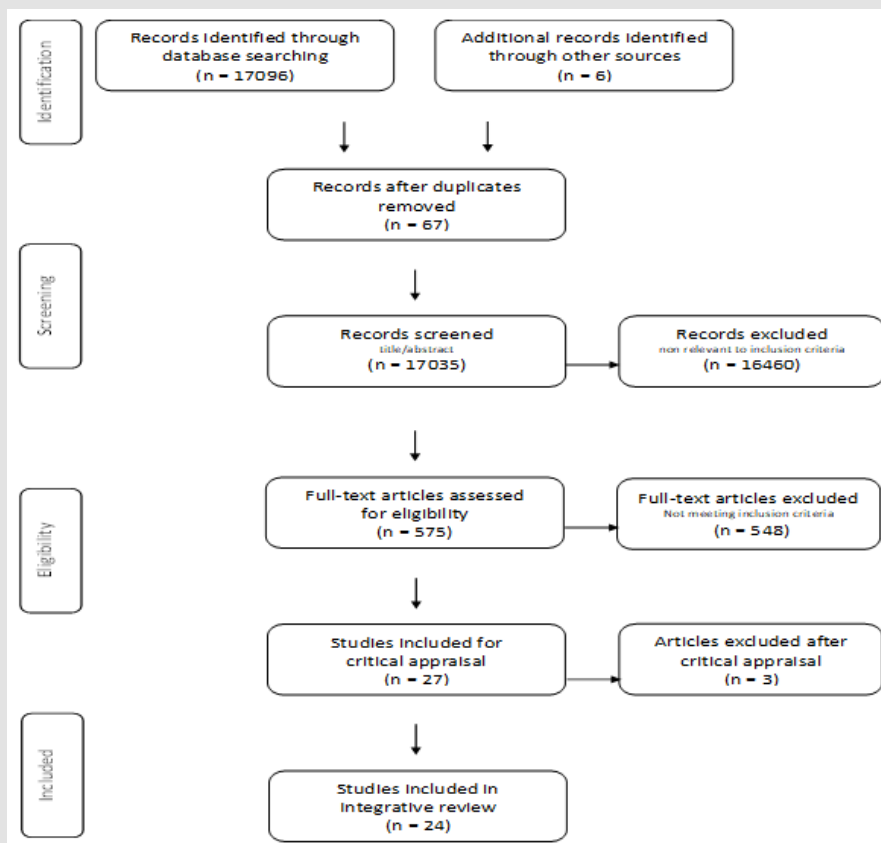 Identification
Records identified through
database searching
(n = 17096)
Additional records identified
through other sources
(n = 6)
Records after duplicates
removed
(n = 67)
Screening
Records screened
title/abstract
(n = 17035)
Records excluded
non relevant to inclusion criteria
(n = 16460)
Eligibility
Full-text articles assessed
for eligibility
(n = 575)
Full-text articles excluded
Not meeting inclusion criteria
(n = 548)
Studies included for
critical appraisal
(n = 27)
Articles excluded after
critical appraisal
(n = 3)
Included
Studies included in
integrative review
(n = 24)